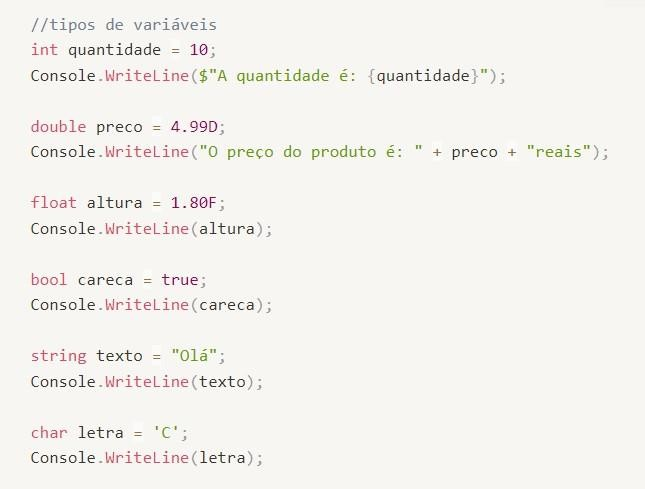 //tipos de variáveis
int quantidade = 10;
Console.WriteLine($"A quantidade é: {quantidade}");
double preco = 4.99D;
Console.WriteLine("O preço do produto é: " + preco + "reais");
float altura = 1.80F;
Console.WriteLine(altura);
bool careca = true;
Console.WriteLine(careca);
string texto = "Olá";
Console.WriteLine(texto);
char letra = 'C';
Console.WriteLine(letra);